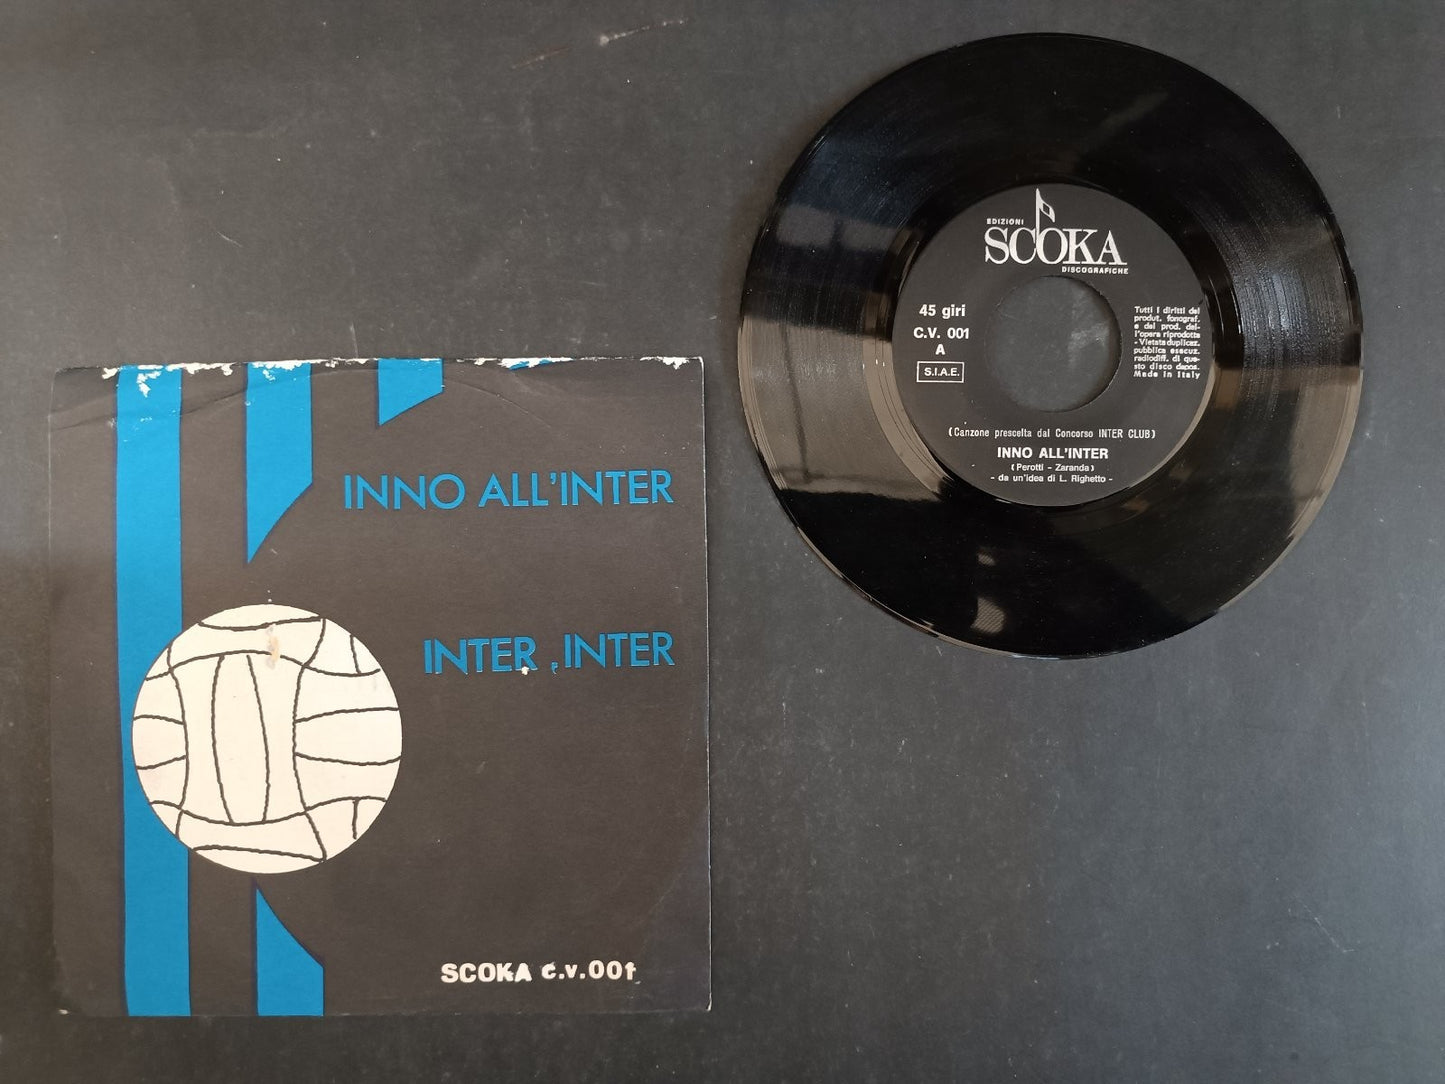 INNO ALL'INTER
INTER, INTER
SCOKA c.v.001
EDIZIONI
SCOKA
DISCOGRAFICHE
45 giri
C.V. 001
A
S.I.A.E.
Tutti i diritti del
produt. fonograf.
e del prod. del-
l'opera riprodotta
- Vietata duplicaz.
pubblica esecuz.
radiodiff. di que-
sto disco depos.
Made in Italy
(Canzone prescelta dal Concorso INTER CLUB)
INNO ALL'INTER
(Perotti - Zaranda)
- da un'idea di L. Righetto -